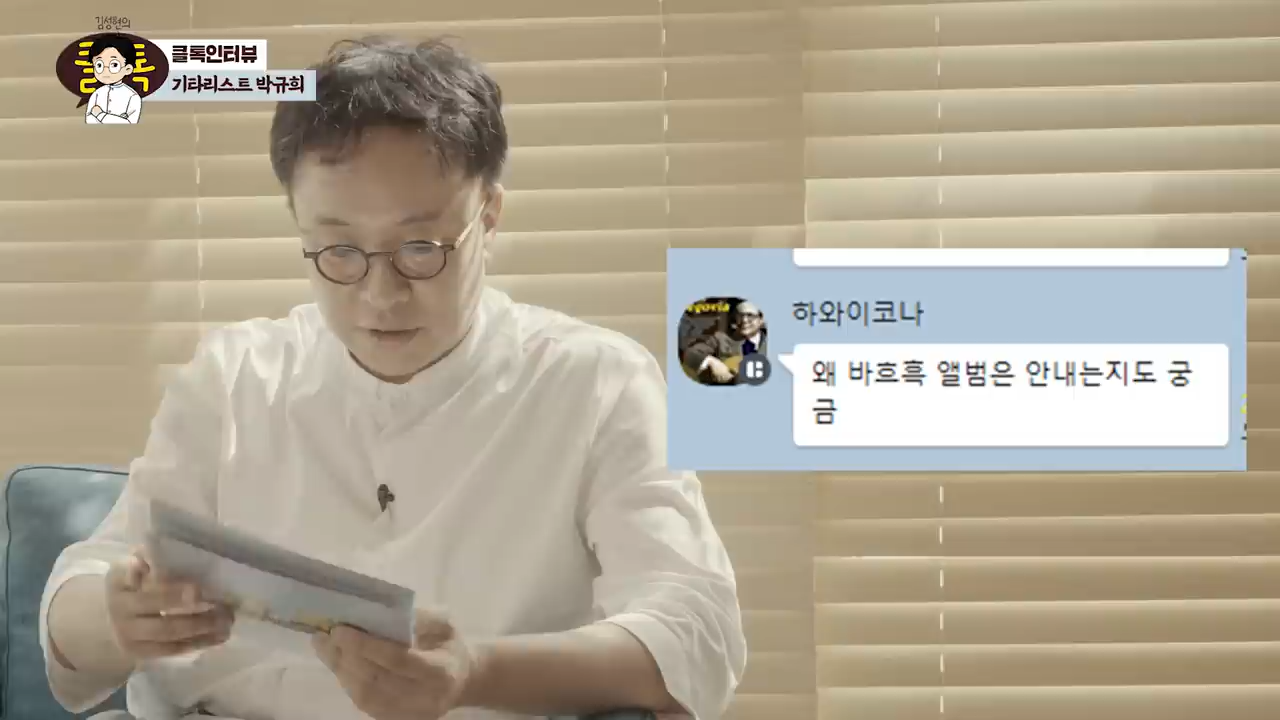 김성현의
클톡
클톡인터뷰
기타리스트 박규희
하와이코나
왜 바흐흑 앨범은 안내는지도 궁
금